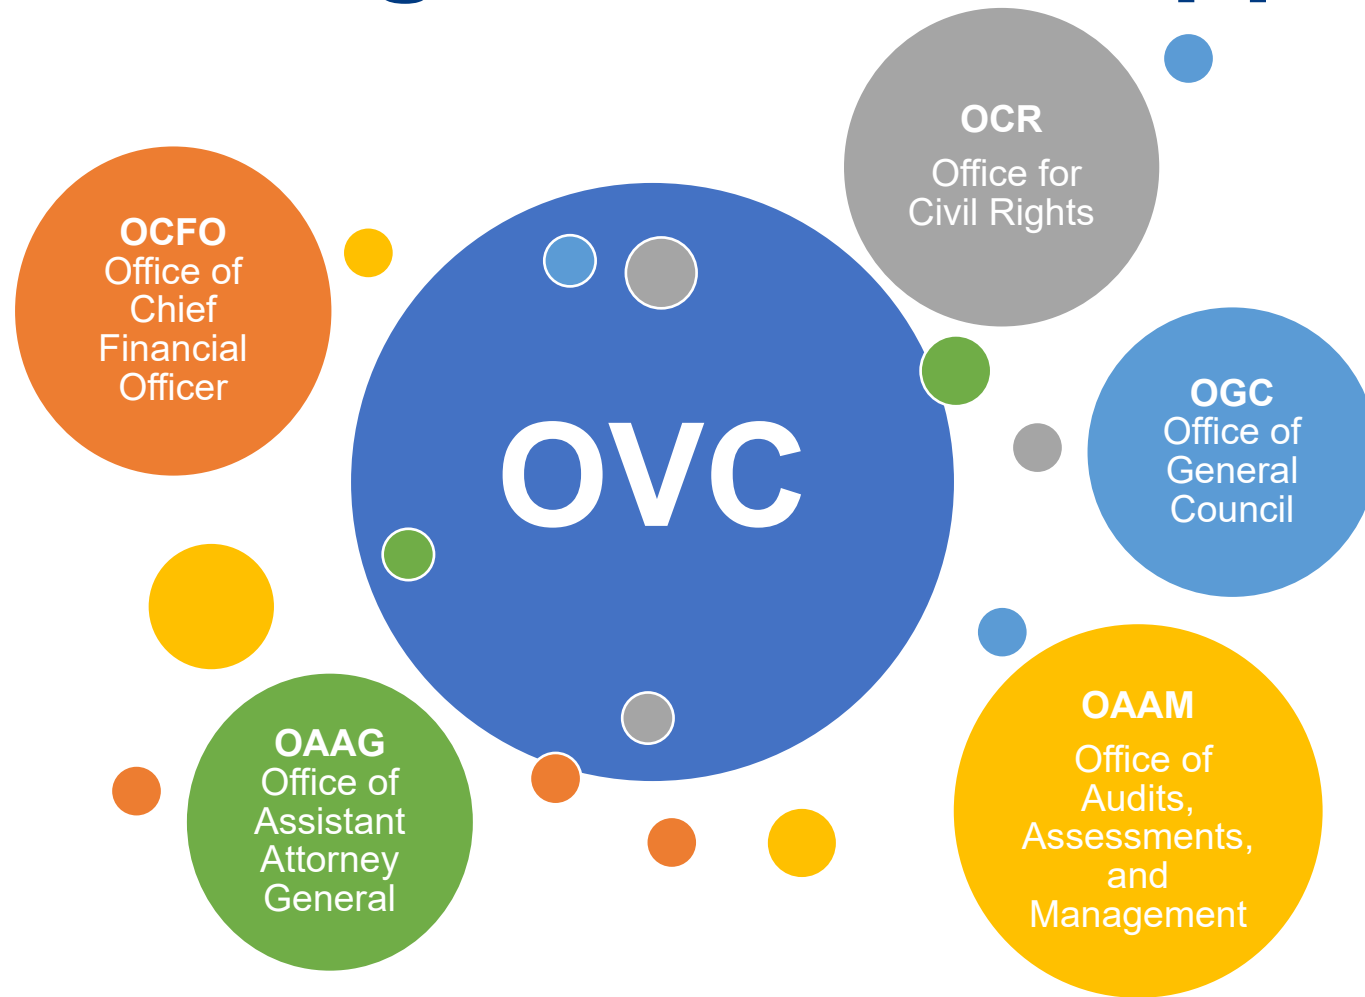 OCR
Office for
Civil Rights
OCFO
Office of
Chief
Financial
Officer
OVC
OGC
Office of
General
Council
OAAG
Office of
Assistant
Attorney
General
OAAM
Office of
Audits,
Assessments,
and
Management